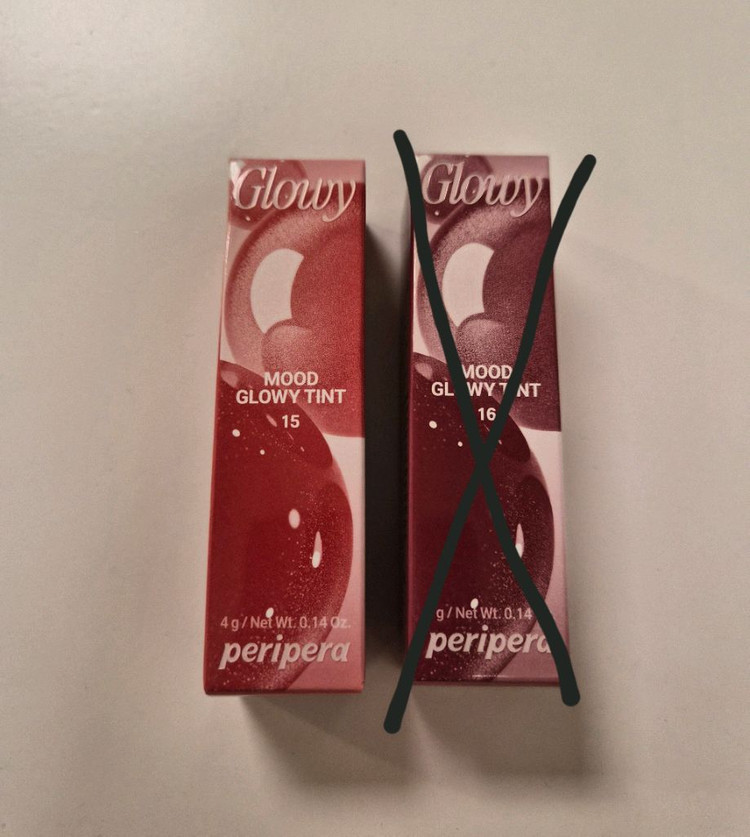 Glowy
MOOD
GLOWY TINT
15
4 g / Net Wt. 0.14 Oz.
peripera
Glowy
MOOD
GLOWY TINT
16
g / Net Wt. 0.14
peripera